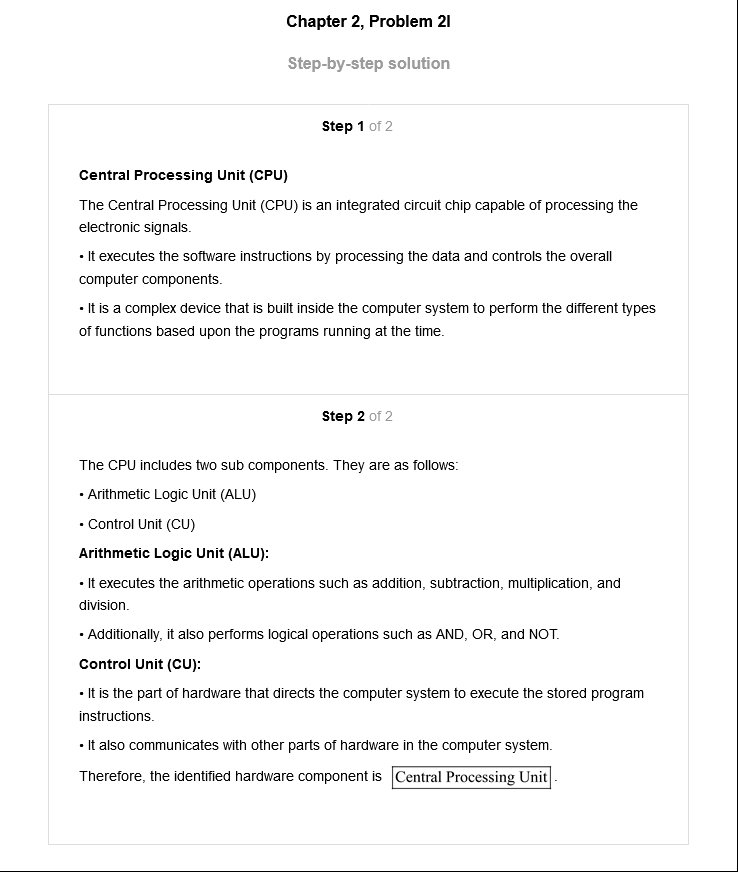 Chapter 2, Problem 2I
Step-by-step solution
Step 1 of 2
Central Processing Unit (CPU)
The Central Processing Unit (CPU) is an integrated circuit chip capable of processing the
electronic signals.
• It executes the software instructions by processing the data and controls the overall
computer components.
• It is a complex device that is built inside the computer system to perform the different types
of functions based upon the programs running at the time.
Step 2 of 2
The CPU includes two sub components. They are as follows:
• Arithmetic Logic Unit (ALU)
• Control Unit (CU)
Arithmetic Logic Unit (ALU):
• It executes the arithmetic operations such as addition, subtraction, multiplication, and
division.
• Additionally, it also performs logical operations such as AND, OR, and NOT.
Control Unit (CU):
• It is the part of hardware that directs the computer system to execute the stored program
instructions.
• It also communicates with other parts of hardware in the computer system.
Therefore, the identified hardware component is Central Processing Unit.